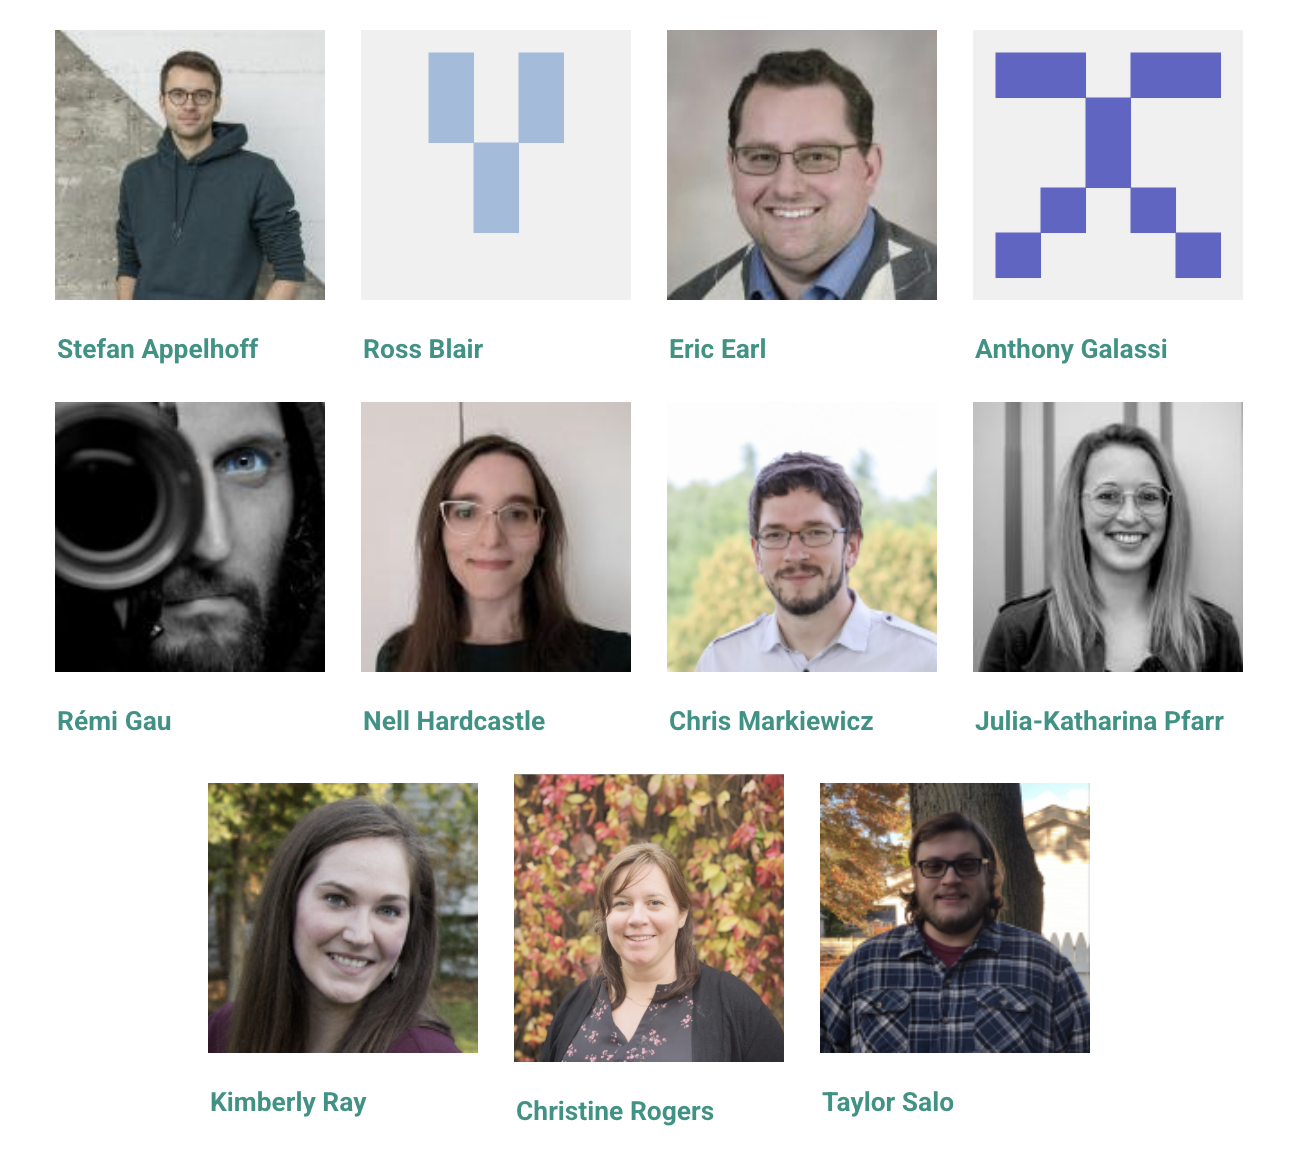 Stefan Appelhoff
Ross Blair
Eric Earl
Anthony Galassi
Rémi Gau
Nell Hardcastle
Chris Markiewicz
Julia-Katharina Pfarr
Kimberly Ray
Christine Rogers
Taylor Salo